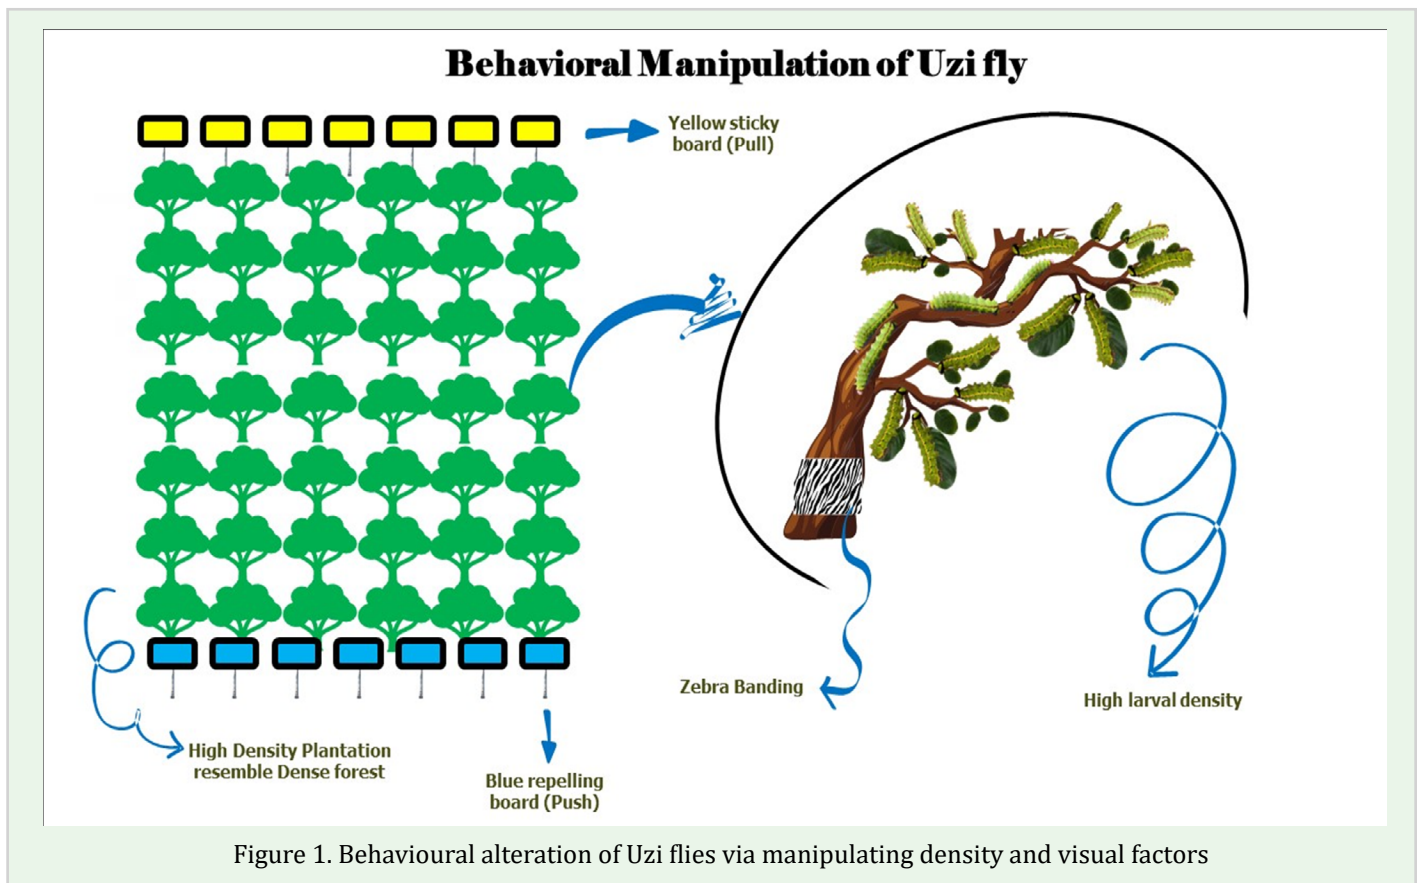 Behavioral Manipulation of Uzi fly
Yellow sticky
board (Pull)
Zebra Banding
High larval density
High Density Plantation
resemble Dense forest
Blue repelling
board (Push)
Figure 1. Behavioural alteration of Uzi flies via manipulating density and visual factors